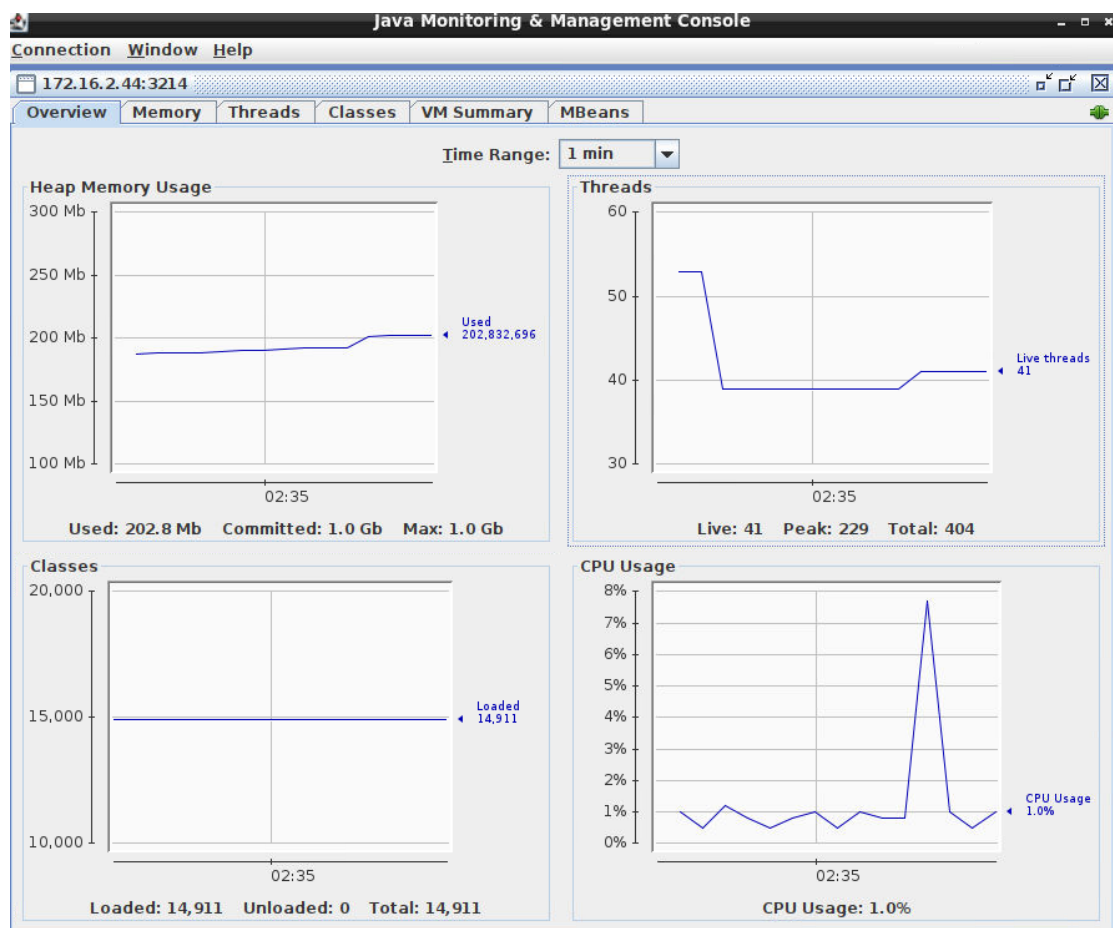 Java Monitoring & Management Console
Connection Window Help
172.16.2.44:3214
Overview Memory Threads Classes VM Summary MBeans
Time Range: 1 min
Heap Memory Usage
300 Mb
250 Mb
200 Mb
150 Mb
100 Mb
Used
202,832,696
02:35
Used: 202.8 Mb Committed: 1.0 Gb Max: 1.0 Gb
Threads
60
50
40
30
Live threads
41
02:35
Live: 41 Peak: 229 Total: 404
Classes
20,000
15,000
10,000
Loaded
14,911
02:35
Loaded: 14,911 Unloaded: 0 Total: 14,911
CPU Usage
8%
7%
6%
5%
4%
3%
2%
1%
0%
CPU Usage
1.0%
02:35
CPU Usage: 1.0%